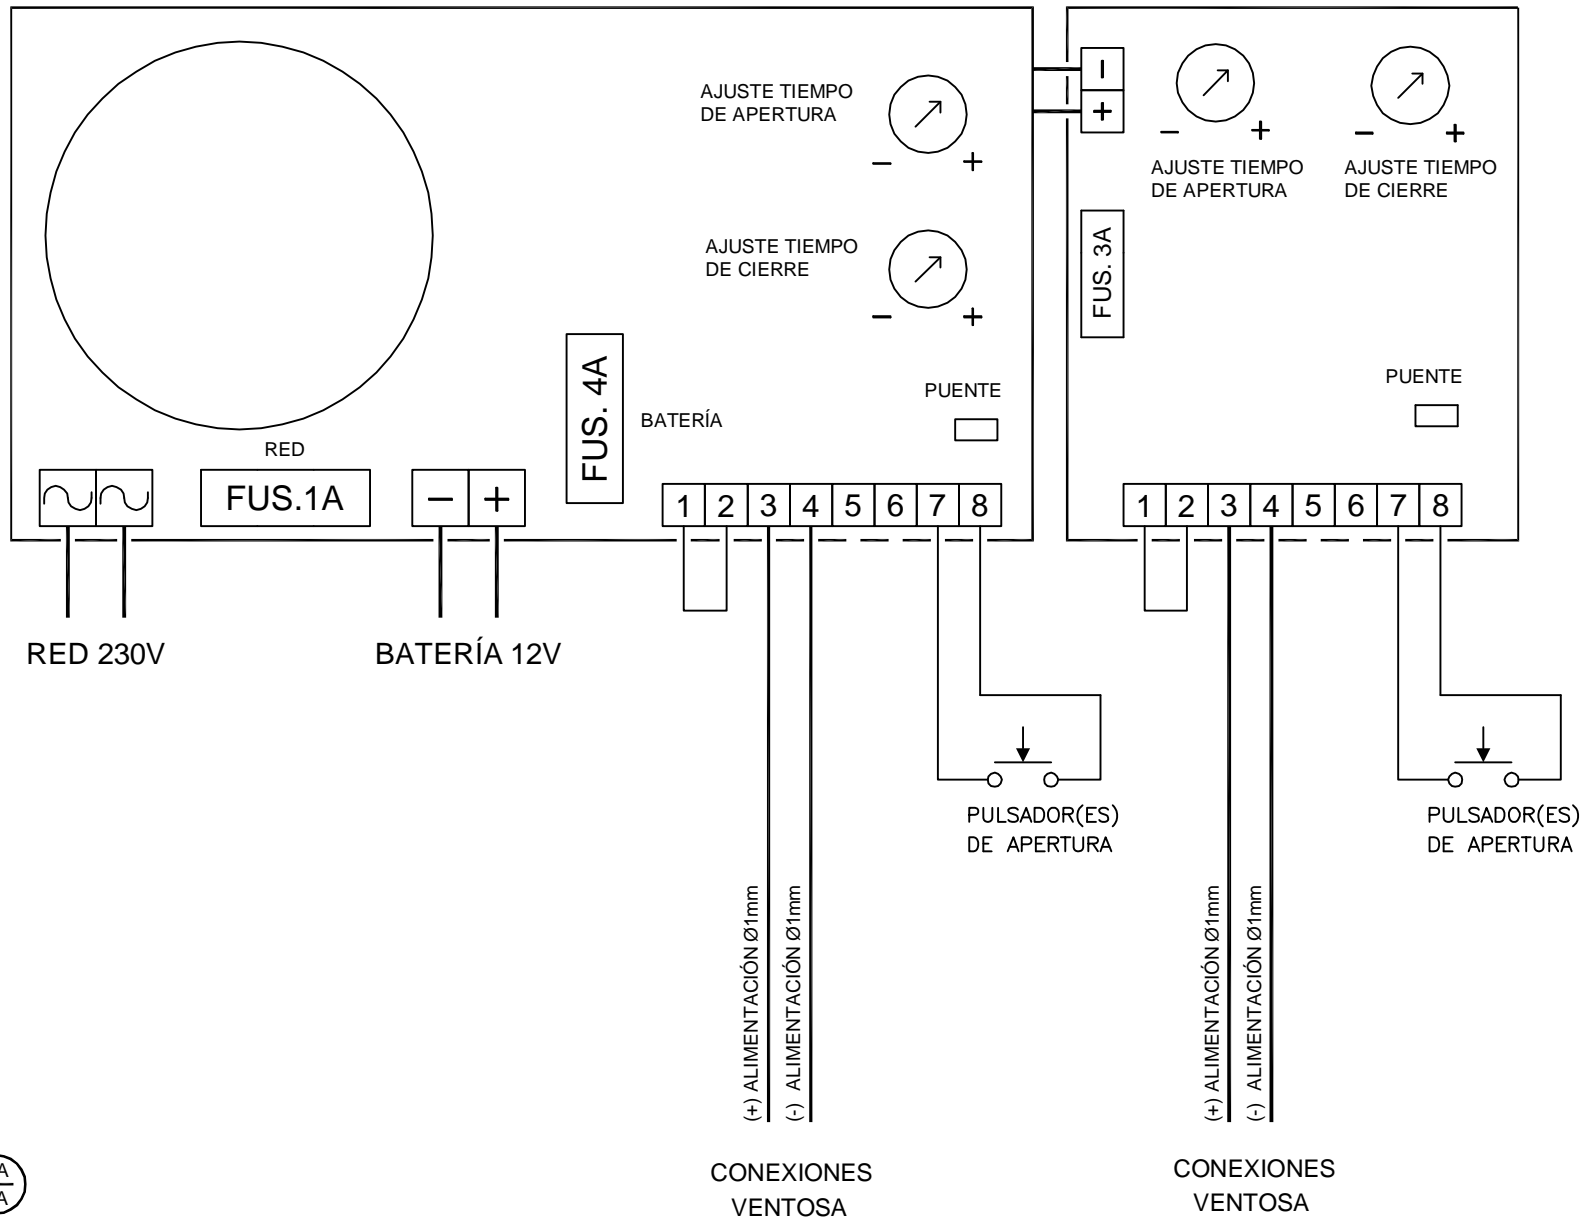 AJUSTE TIEMPO
DE APERTURA
- +
AJUSTE TIEMPO
DE CIERRE
- +
FUS. 4A
BATERÍA
PUENTE
RED
FUS.1A
- +
1 2 3 4 5 6 7 8
RED 230V
BATERÍA 12V
PULSADOR(ES)
DE APERTURA
(+) ALIMENTACIÓN Ø1mm
(-) ALIMENTACIÓN Ø1mm
CONEXIONES
VENTOSA
-
+
- +
AJUSTE TIEMPO
DE APERTURA
- +
AJUSTE TIEMPO
DE CIERRE
FUS. 3A
PUENTE
1 2 3 4 5 6 7 8
PULSADOR(ES)
DE APERTURA
(+) ALIMENTACIÓN Ø1mm
(-) ALIMENTACIÓN Ø1mm
CONEXIONES
VENTOSA
A
A